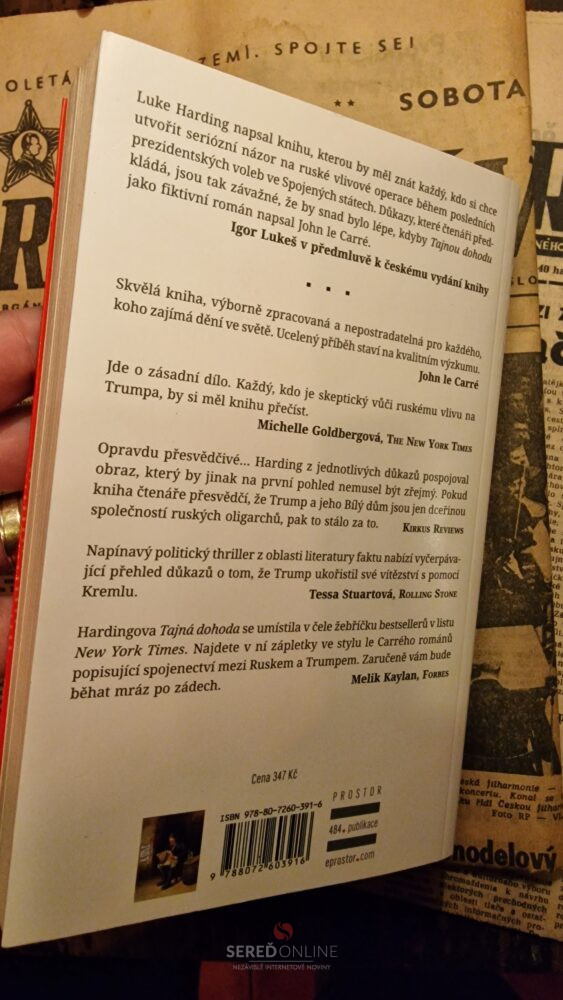 OLETÁ
ZEMÍ, SPOJTE SE!
SOBOTA
Luke Harding napsal knihu, kterou by měl znát každý, kdo si chce
utvořit seriózní názor na ruské vlivové operace během posledních
prezidentských voleb ve Spojených státech. Důkazy, které čtenáři před-
kládá, jsou tak závažné, že by snad bylo lépe, kdyby Tajnou dohodu
jako fiktivní román napsal John le Carré.
Igor Lukeš v předmluvě k českému vydání knihy
Skvělá kniha, výborně zpracovaná a nepostradatelná pro každého,
koho zajímá dění ve světě. Ucelený příběh staví na kvalitním výzkumu.
John le Carré
Jde o zásadní dílo. Každý, kdo je skeptický vůči ruskému vlivu na
Trumpa, by si měl knihu přečíst.
Michelle Goldbergová, THE NEW YORK TIMES
Opravdu přesvědčivé... Harding z jednotlivých důkazů pospojoval
obraz, který by jinak na první pohled nemusel být zřejmý. Pokud
kniha čtenáře přesvědčí, že Trump a jeho Bílý dům jsou jen dceřinou
společností ruských oligarchů, pak to stálo za to. KIRKUS REVIEWS
Napínavý politický thriller z oblasti literatury faktu nabízí vyčerpáva-
jící přehled důkazů o tom, že Trump ukořistil své vítězství s pomocí
Kremlu. Tessa Stuartová, ROLLING STONE
Hardingova Tajná dohoda se umístila v čele žebříčku bestsellerů v listu
New York Times. Najdete v ní zápletky ve stylu le Carrého románů
popisující spojenectví mezi Ruskem a Trumpem. Zaručeně vám bude
běhat mráz po zádech. Melik Kaylan, FORBES
Cena 347 Kč
ISBN 978-80-7260-391-6
9 788072 603916
PROSTOR
484. publikace
eprostor.com
eská filharmonie —
koncertu. Konal se
Foto RP —
modelový
SEREĎ ONLINE
NEZÁVISLÉ INTERNETOVÉ NOVINY